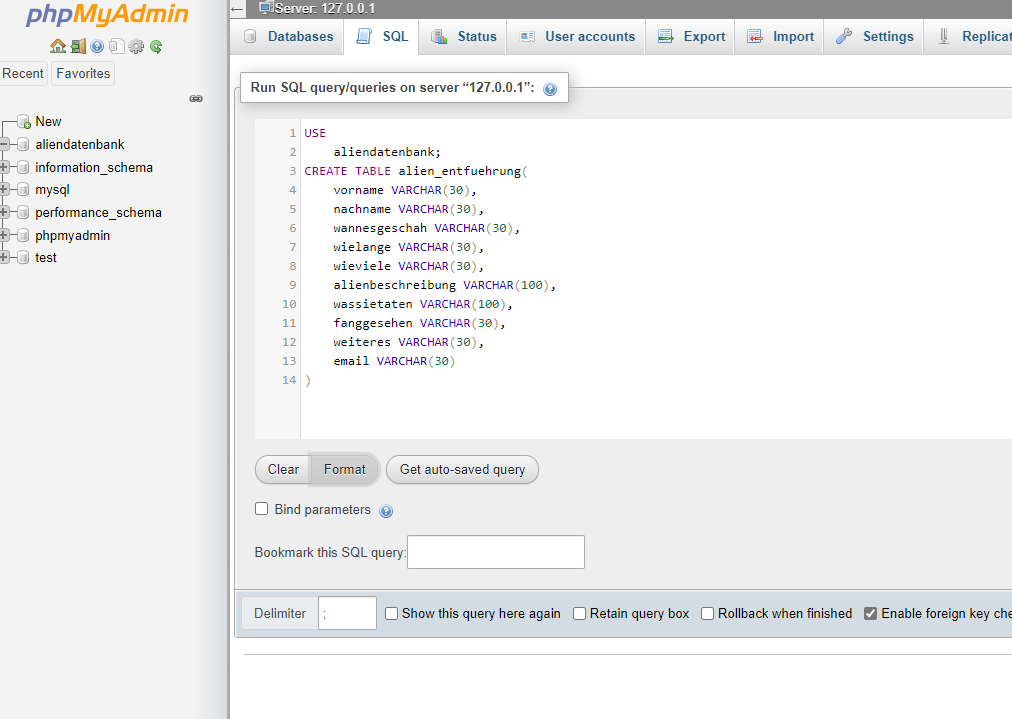 phpMyAdmin
Recent
Favorites
New
aliendatenbank
information_schema
mysql
performance_schema
phpmyadmin
test
Server: 127.0.0.1
Databases
SQL
Status
User accounts
Export
Import
Settings
Replicat
Run SQL query/queries on server “127.0.0.1”:
1 USE
2 aliendatenbank;
3 CREATE TABLE alien_entfuehrung(
4 vorname VARCHAR(30),
5 nachname VARCHAR(30),
6 wannesgeschah VARCHAR(30),
7 wielange VARCHAR(30),
8 wieviele VARCHAR(30),
9 alienbeschreibung VARCHAR(100),
10 wassietaten VARCHAR(100),
11 fanggesehen VARCHAR(30),
12 weiteres VARCHAR(30),
13 email VARCHAR(30)
14 )
Clear
Format
Get auto-saved query
Bind parameters
Bookmark this SQL query:
Delimiter ; Show this query here again Retain query box Rollback when finished Enable foreign key che